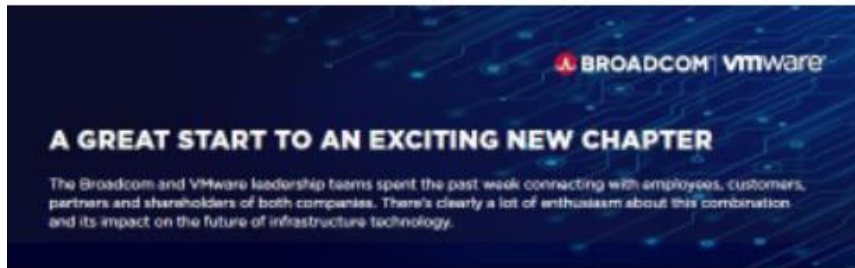 BROADCOM | vmware
A GREAT START TO AN EXCITING NEW CHAPTER
The Broadcom and VMware leadership teams spent the past week connecting with employees, customers,
partners and shareholders of both companies. There's clearly a lot of enthusiasm about this combination
and its impact on the future of infrastructure technology.